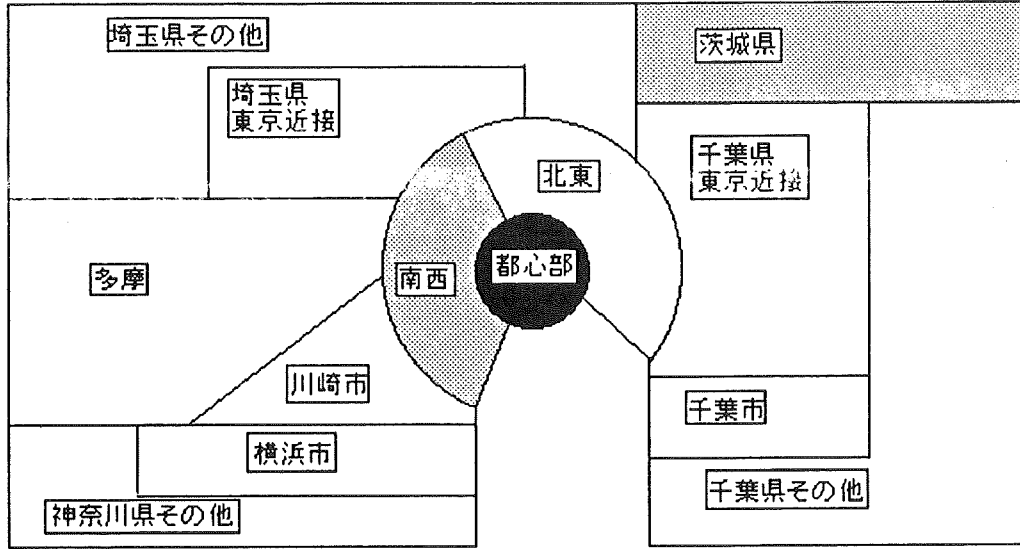 埼玉県その他
茨城県
埼玉県
東京近接
千葉県
東京近接
北東
都心部
南西
多摩
川崎市
千葉市
横浜市
千葉県その他
神奈川県その他